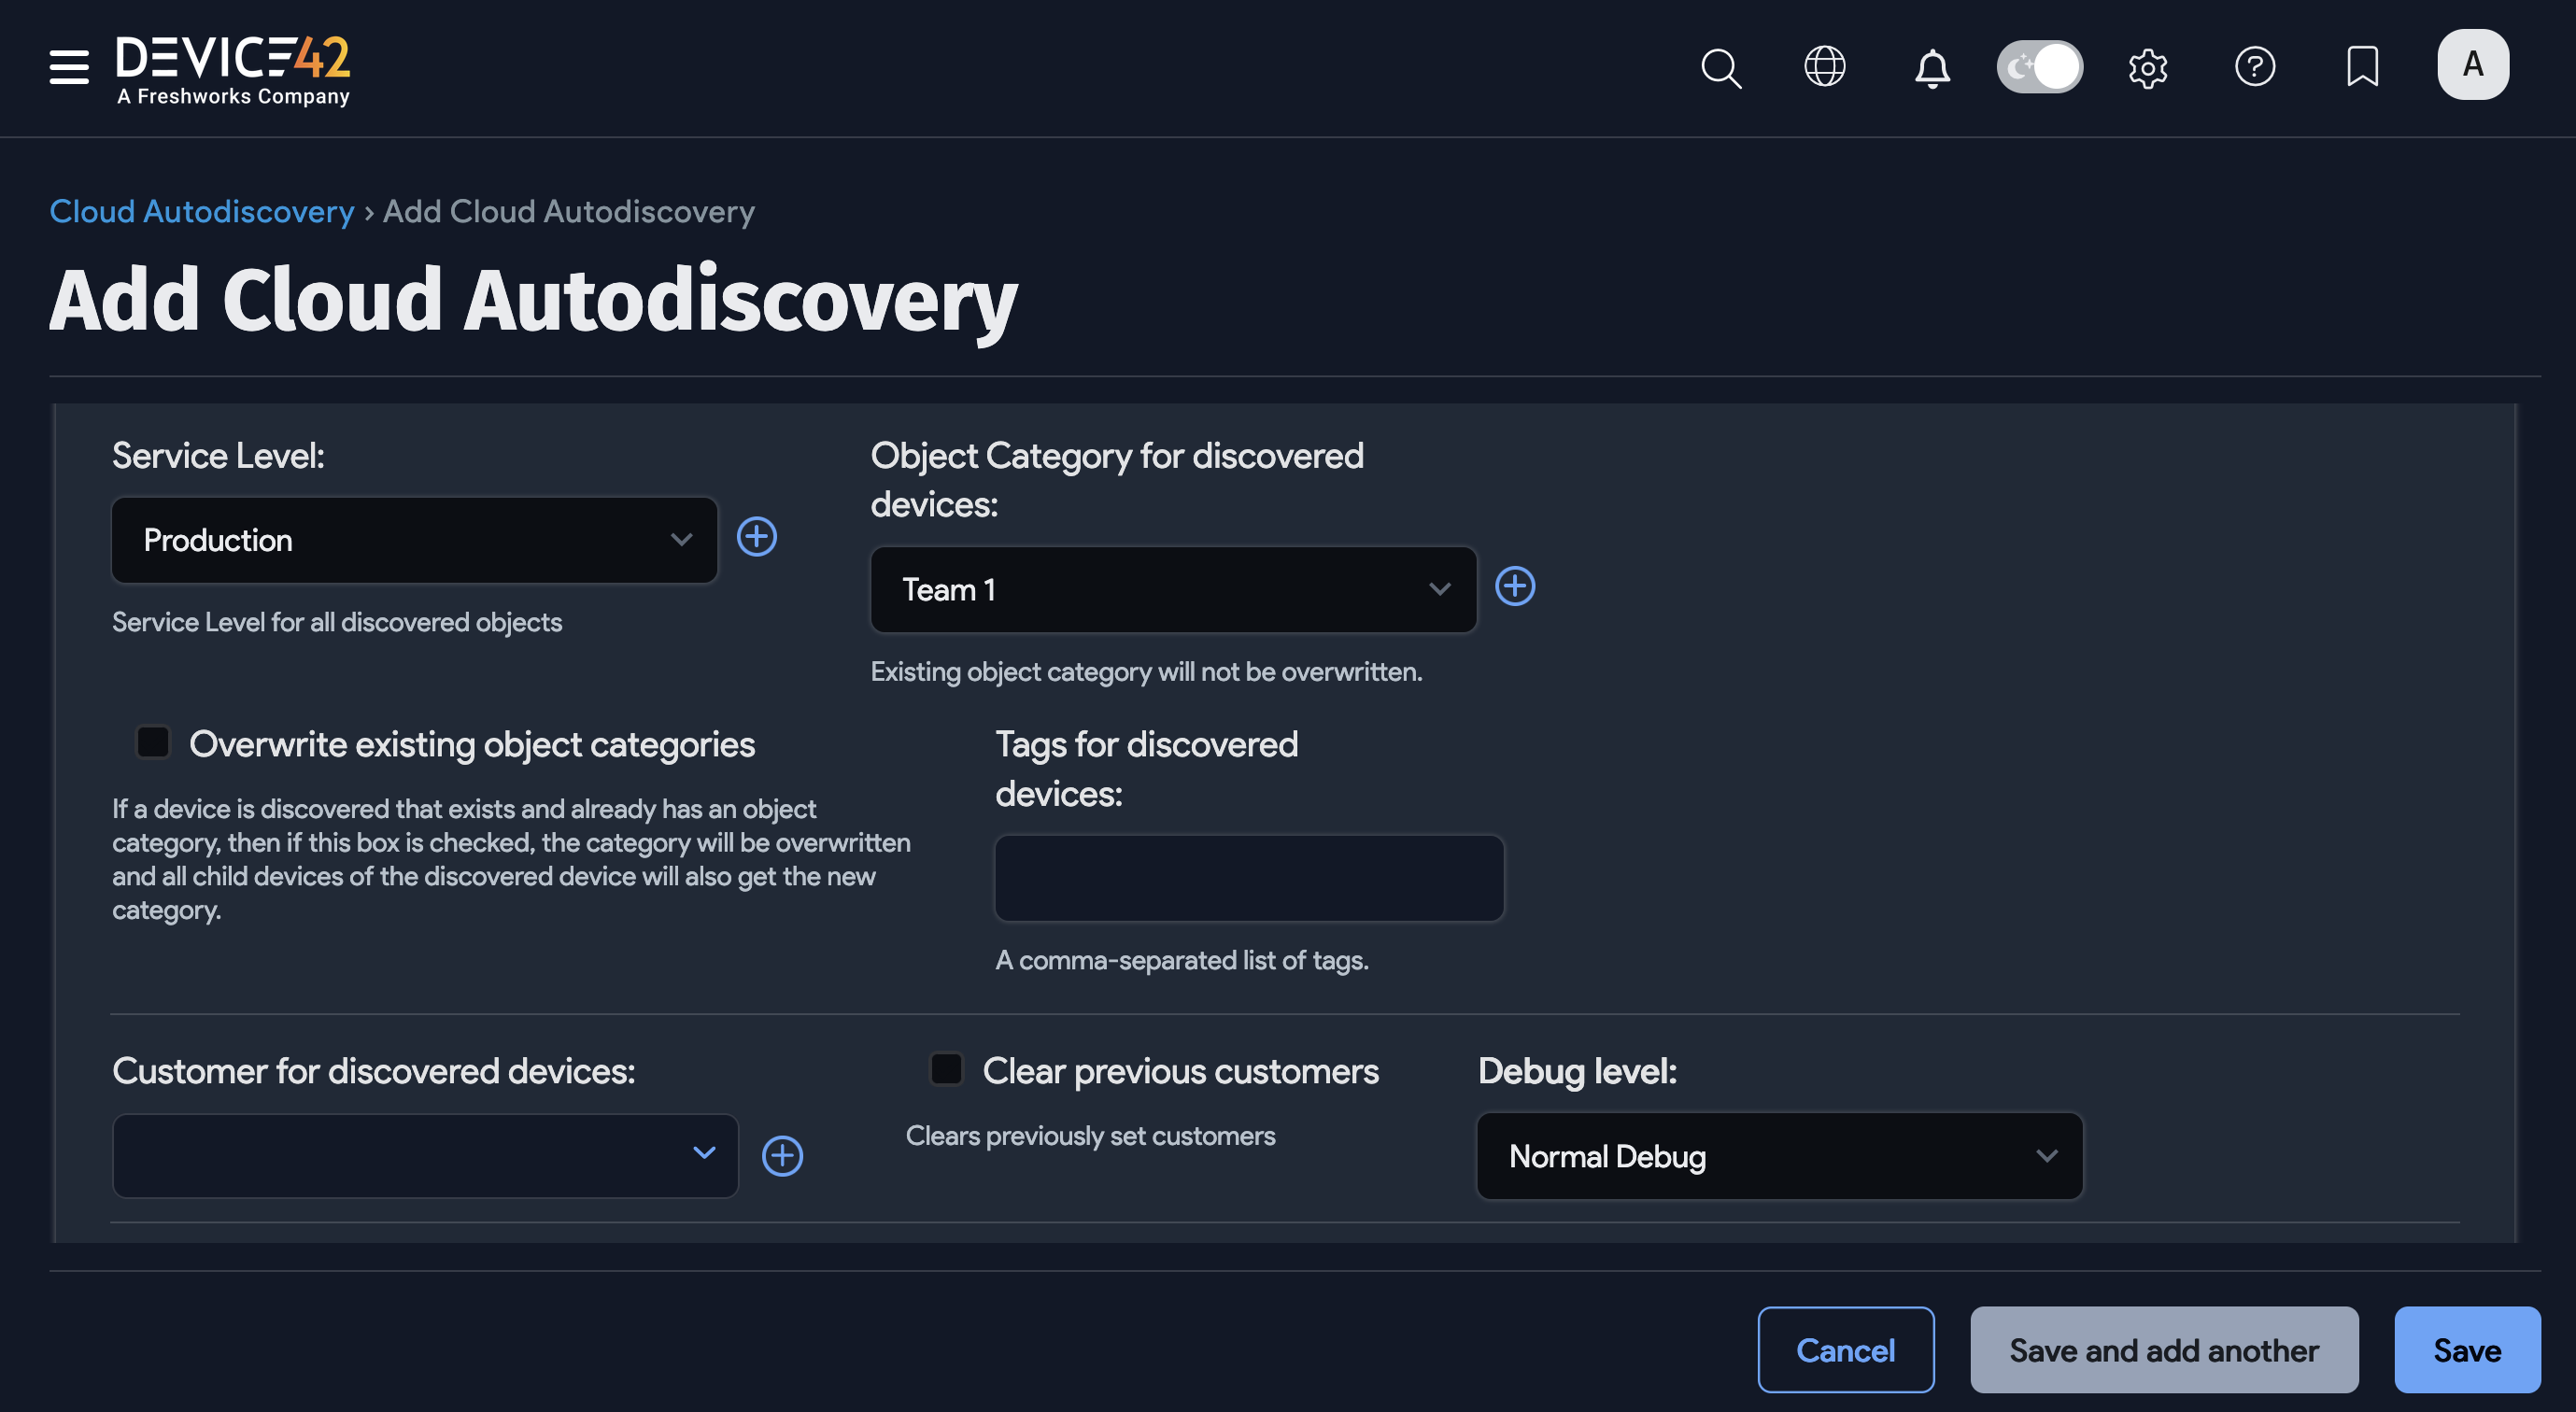 DEVICE42
A Freshworks Company
A
Cloud Autodiscovery › Add Cloud Autodiscovery
Add Cloud Autodiscovery
Service Level:
Production
Service Level for all discovered objects
Object Category for discovered
devices:
Team 1
Existing object category will not be overwritten.
Overwrite existing object categories
If a device is discovered that exists and already has an object
category, then if this box is checked, the category will be overwritten
and all child devices of the discovered device will also get the new
category.
Tags for discovered
devices:
A comma-separated list of tags.
Customer for discovered devices:
Clear previous customers
Clears previously set customers
Debug level:
Normal Debug
Cancel
Save and add another
Save